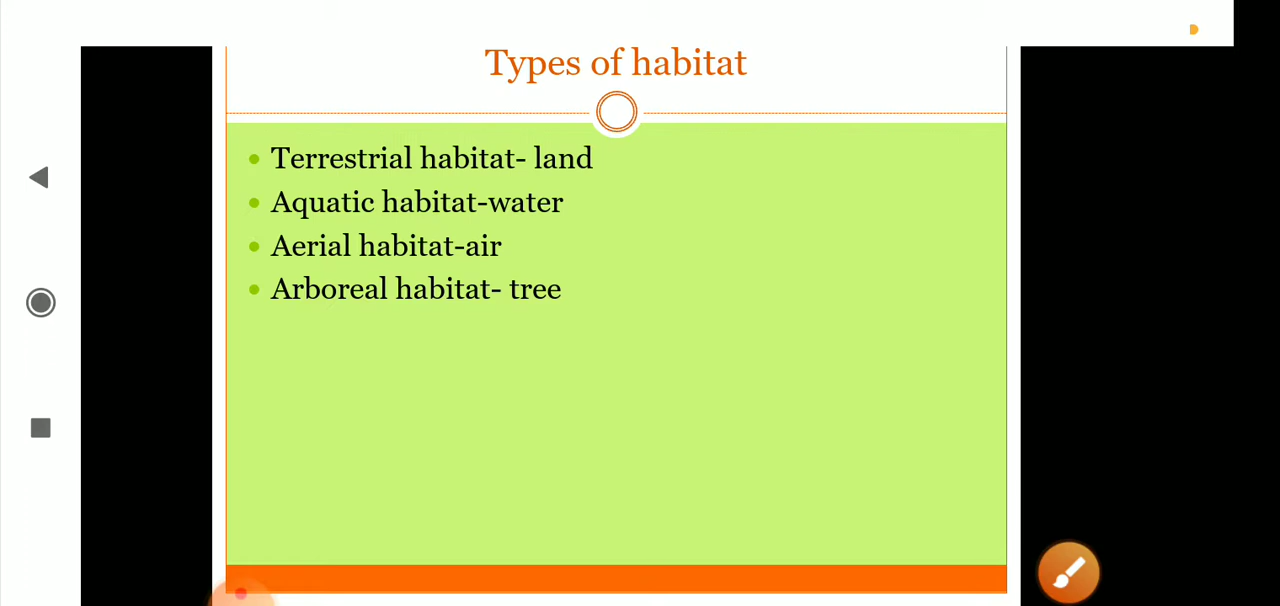 Types of habitat
Terrestrial habitat- land
Aquatic habitat-water
Aerial habitat-air
Arboreal habitat- tree